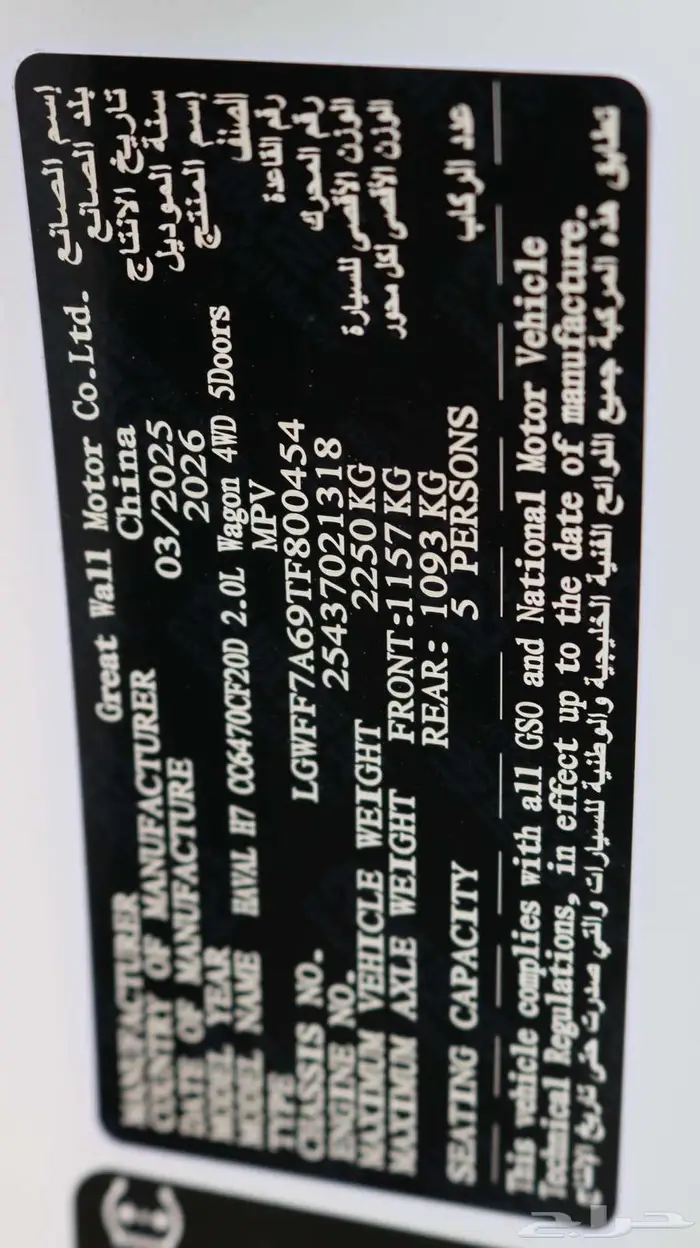 MANUFACTURER Great Wall Motor Co.Ltd. إسم الصانع
COUNTRY OF MANUFACTURER China بلد الصانع
DATE OF MANUFACTURE 03/2025 تاريخ الانتاج
MODEL YEAR 2026 سنة الموديل
MODEL NAME HAVAL H7 CC6470CF20D 2.0L Wagon 4WD 5Doors إسم المنتج
TYPE MPV الصنف
CHASSIS NO. LGWFF7A69TF800454 رقم القاعدة
ENGINE NO. 25437021318 رقم المحرك
MAXIMUM VEHICLE WEIGHT 2250 KG الوزن الأقصى للسيارة
MAXIMUM AXLE WEIGHT FRONT:1157 KG الوزن الأقصى لكل محور
REAR: 1093 KG
SEATING CAPACITY 5 PERSONS عدد الركاب
This vehicle complies with all GSO and National Motor Vehicle
Technical Regulations, in effect up to the date of manufacture.
تطابق هذه المركبة جميع اللوائح الفنية الخليجية والوطنية للسيارات والتي صدرت حتى تاريخ الإنتاج
حراج